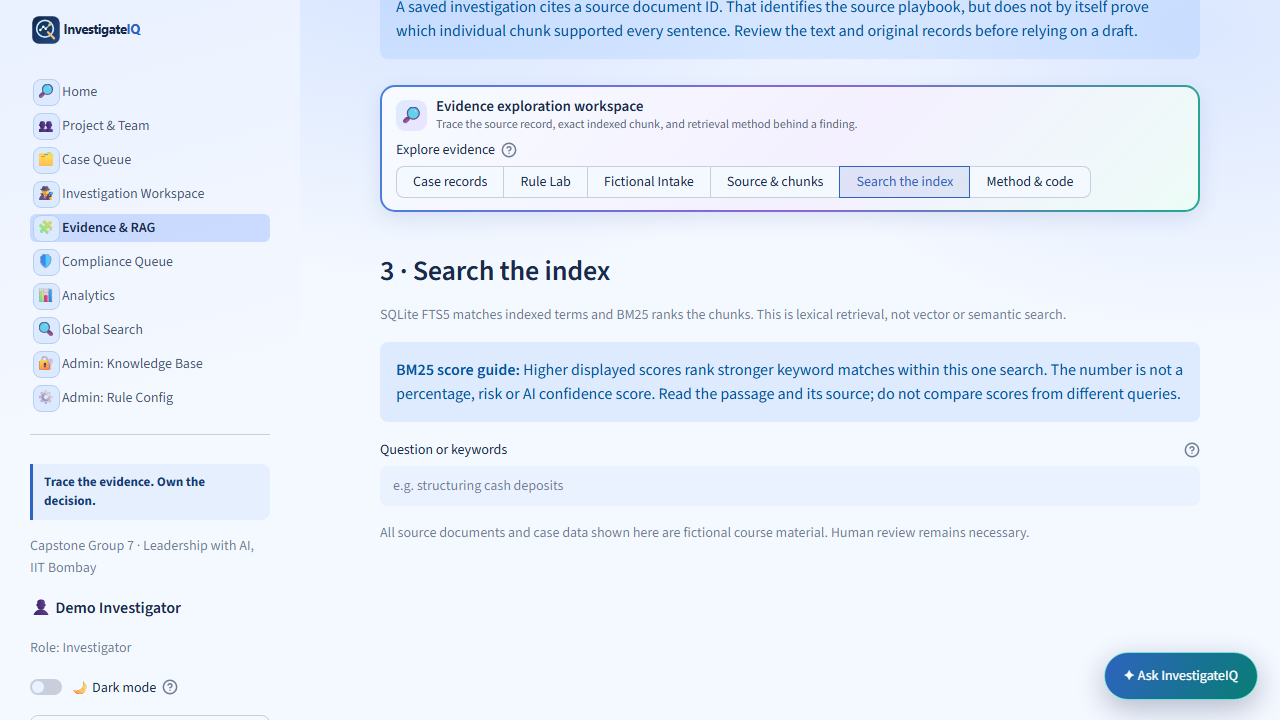 InvestigateIQ
Home
Project & Team
Case Queue
Investigation Workspace
Evidence & RAG
Compliance Queue
Analytics
Global Search
Admin: Knowledge Base
Admin: Rule Config
Trace the evidence. Own the
decision.
Capstone Group 7 · Leadership with AI,
IIT Bombay
Demo Investigator
Role: Investigator
Dark mode
A saved investigation cites a source document ID. That identifies the source playbook, but does not by itself prove
which individual chunk supported every sentence. Review the text and original records before relying on a draft.
Evidence exploration workspace
Trace the source record, exact indexed chunk, and retrieval method behind a finding.
Explore evidence
Case records Rule Lab Fictional Intake Source & chunks Search the index Method & code
3 · Search the index
SQLite FTS5 matches indexed terms and BM25 ranks the chunks. This is lexical retrieval, not vector or semantic search.
BM25 score guide: Higher displayed scores rank stronger keyword matches within this one search. The number is not a
percentage, risk or AI confidence score. Read the passage and its source; do not compare scores from different queries.
Question or keywords
e.g. structuring cash deposits
All source documents and case data shown here are fictional course material. Human review remains necessary.
✦ Ask InvestigateIQ